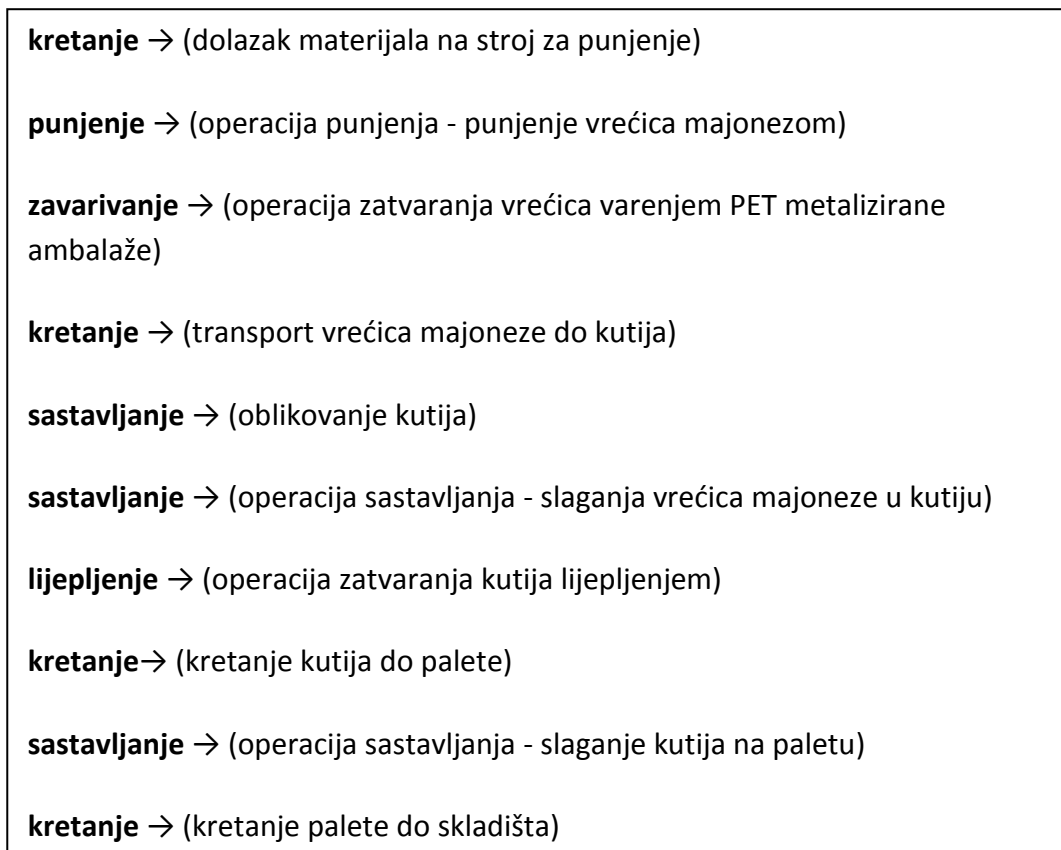 kretanje → (dolazak materijala na stroj za punjenje)
punjenje → (operacija punjenja - punjenje vrećica majonezom)
zavarivanje → (operacija zatvaranja vrećica varenjem PET metalizirane
ambalaže)
kretanje → (transport vrećica majoneze do kutija)
sastavljanje → (oblikovanje kutija)
sastavljanje → (operacija sastavljanja - slaganja vrećica majoneze u kutiju)
lijepljenje → (operacija zatvaranja kutija lijepljenjem)
kretanje→ (kretanje kutija do palete)
sastavljanje → (operacija sastavljanja - slaganje kutija na paletu)
kretanje → (kretanje palete do skladišta)